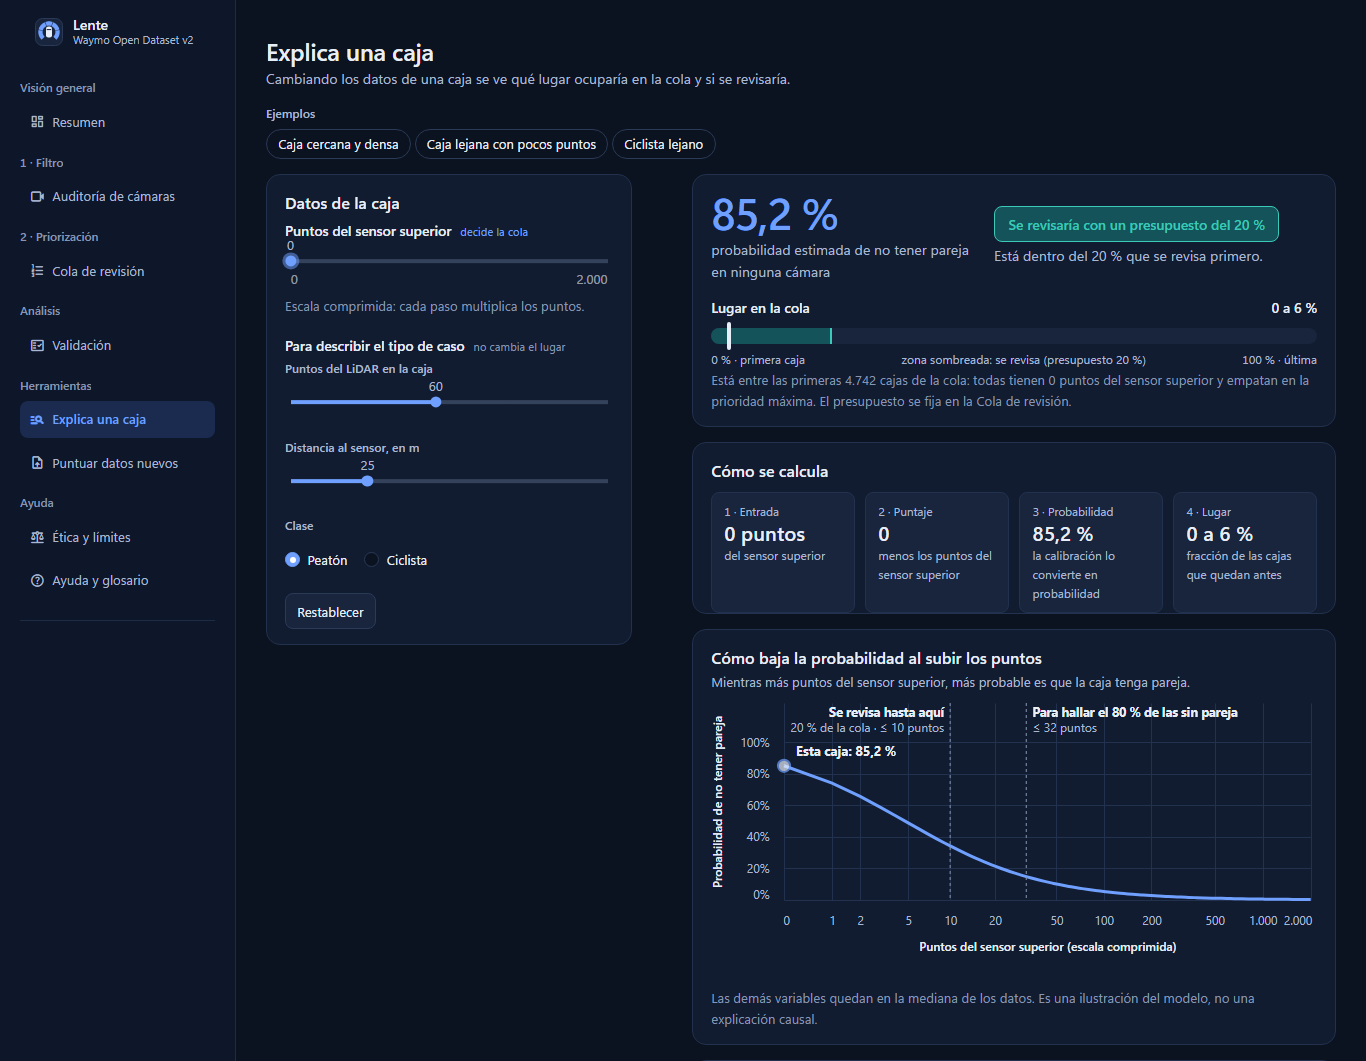 Lente
Waymo Open Dataset v2
Visión general
Resumen
1 · Filtro
Auditoría de cámaras
2 · Priorización
Cola de revisión
Análisis
Validación
Herramientas
Explica una caja
Puntuar datos nuevos
Ayuda
Ética y límites
Ayuda y glosario
Explica una caja
Cambiando los datos de una caja se ve qué lugar ocuparía en la cola y si se revisaría.
Ejemplos
Caja cercana y densa
Caja lejana con pocos puntos
Ciclista lejano
Datos de la caja
Puntos del sensor superior decide la cola
0
0 2.000
Escala comprimida: cada paso multiplica los puntos.
Para describir el tipo de caso no cambia el lugar
Puntos del LiDAR en la caja
60
Distancia al sensor, en m
25
Clase
Peatón Ciclista
Restablecer
85,2 %
probabilidad estimada de no tener pareja
en ninguna cámara
Se revisaría con un presupuesto del 20 %
Está dentro del 20 % que se revisa primero.
Lugar en la cola 0 a 6 %
0 % · primera caja zona sombreada: se revisa (presupuesto 20 %) 100 % · última
Está entre las primeras 4.742 cajas de la cola: todas tienen 0 puntos del sensor superior y empatan en la
prioridad máxima. El presupuesto se fija en la Cola de revisión.
Cómo se calcula
1 · Entrada
0 puntos
del sensor superior
2 · Puntaje
0
menos los puntos del
sensor superior
3 · Probabilidad
85,2 %
la calibración lo
convierte en
probabilidad
4 · Lugar
0 a 6 %
fracción de las cajas
que quedan antes
Cómo baja la probabilidad al subir los puntos
Mientras más puntos del sensor superior, más probable es que la caja tenga pareja.
Se revisa hasta aquí
20 % de la cola · ≤ 10 puntos
Para hallar el 80 % de las sin pareja
≤ 32 puntos
Esta caja: 85,2 %
Probabilidad de no tener pareja
100%
80%
60%
40%
20%
0%
0 1 2 5 10 20 50 100 200 500 1.000 2.000
Puntos del sensor superior (escala comprimida)
Las demás variables quedan en la mediana de los datos. Es una ilustración del modelo, no una
explicación causal.